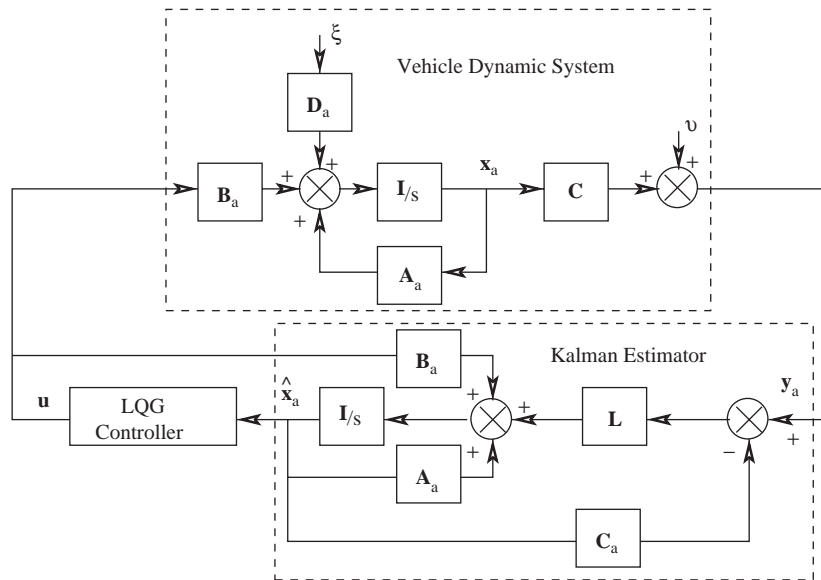 ξ
Vehicle Dynamic System
D_a
υ
+ + x_a + +
B_a I/s C
+
A_a
B_a Kalman Estimator
u LQG Controller x̂_a I/s + + L y_a
+ − +
A_a
C_a